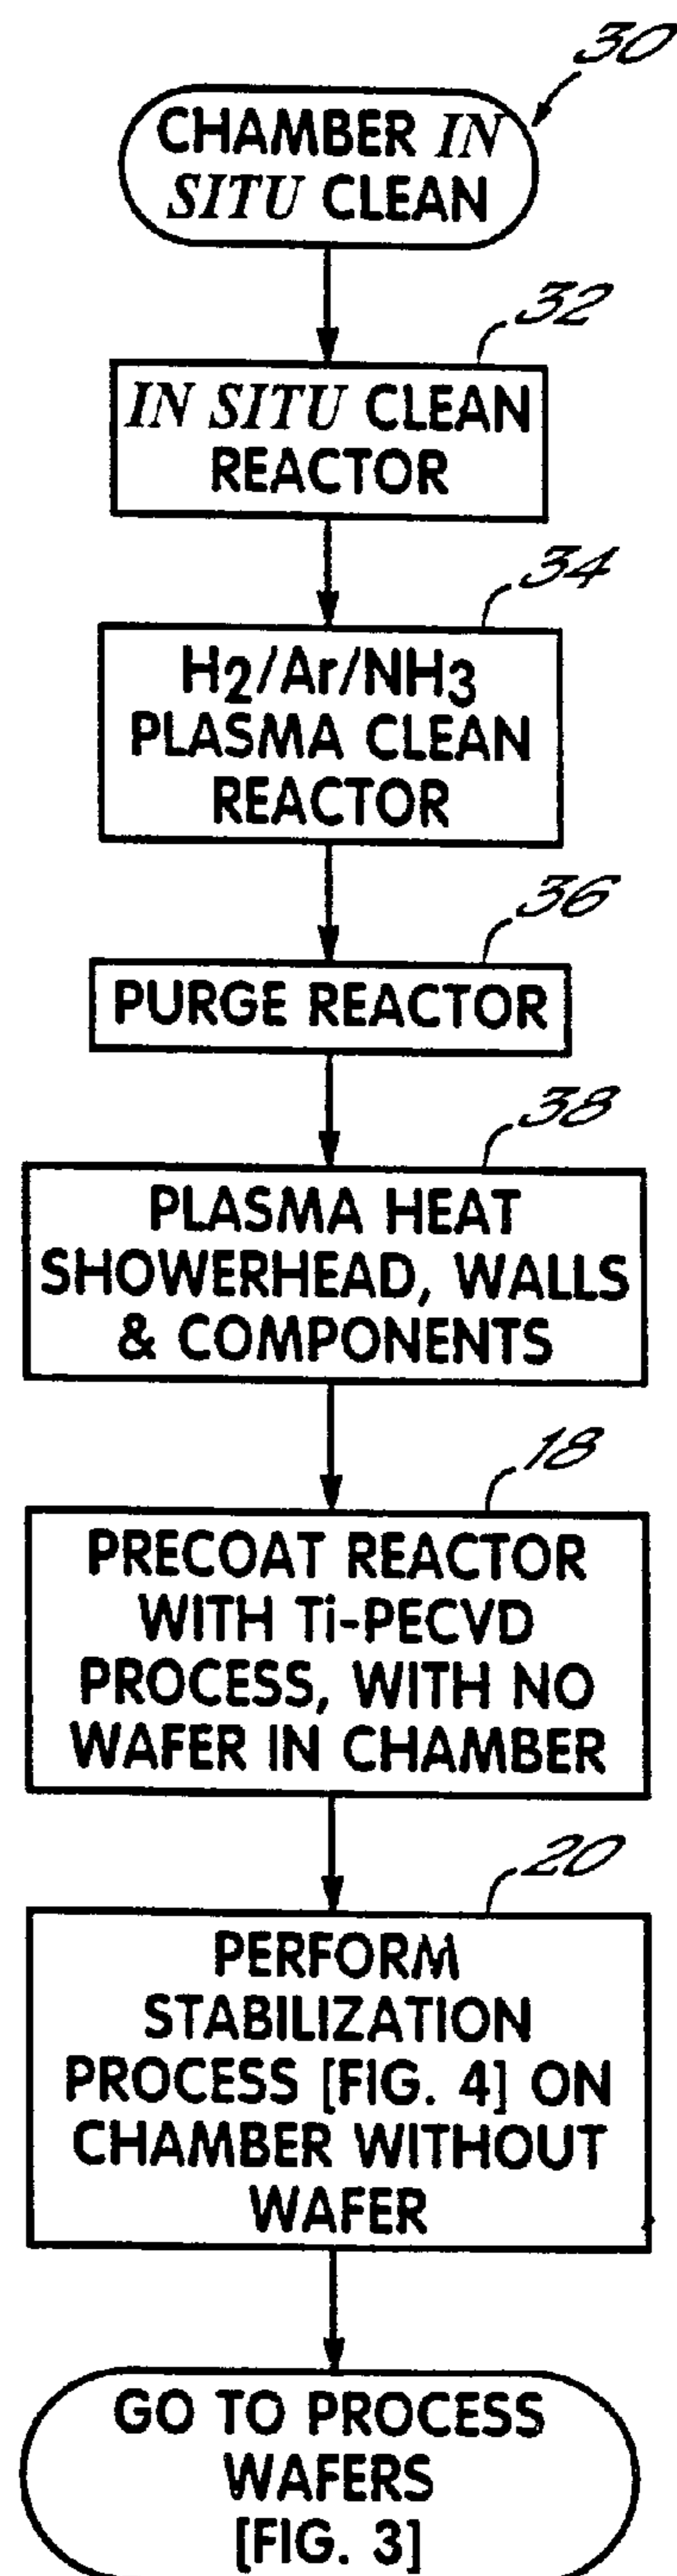 30
CHAMBER IN
SITU CLEAN
32
IN SITU CLEAN
REACTOR
34
H2/Ar/NH3
PLASMA CLEAN
REACTOR
36
PURGE REACTOR
38
PLASMA HEAT
SHOWERHEAD, WALLS
& COMPONENTS
18
PRECOAT REACTOR
WITH Ti-PECVD
PROCESS, WITH NO
WAFER IN CHAMBER
20
PERFORM
STABILIZATION
PROCESS [FIG. 4] ON
CHAMBER WITHOUT
WAFER
GO TO PROCESS
WAFERS
[FIG. 3]